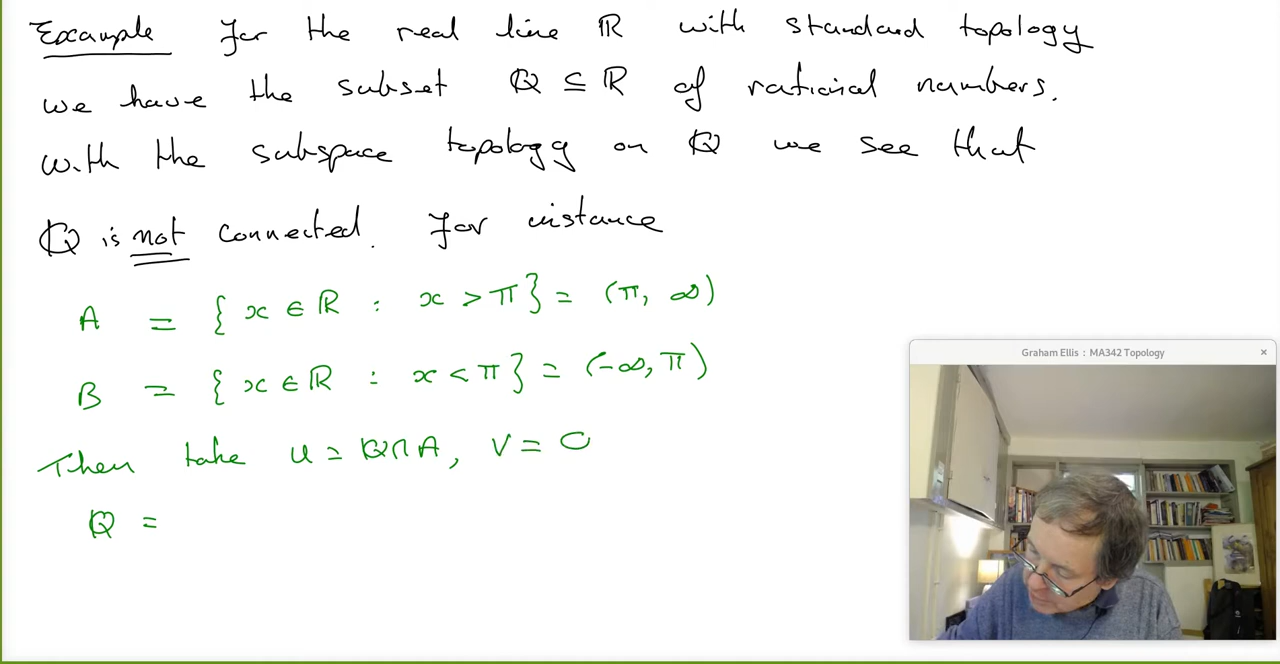 Example For the real line ℝ with standard topology
we have the subset ℚ ⊆ ℝ of rational numbers.
With the subspace topology on ℚ we see that
ℚ is not connected. For instance
A = { x ∈ ℝ : x > π } = (π, ∞)
B = { x ∈ ℝ : x < π } = (-∞, π)
Then take U = ℚ∩A, V = C
ℚ =
Graham Ellis : MA342 Topology ×